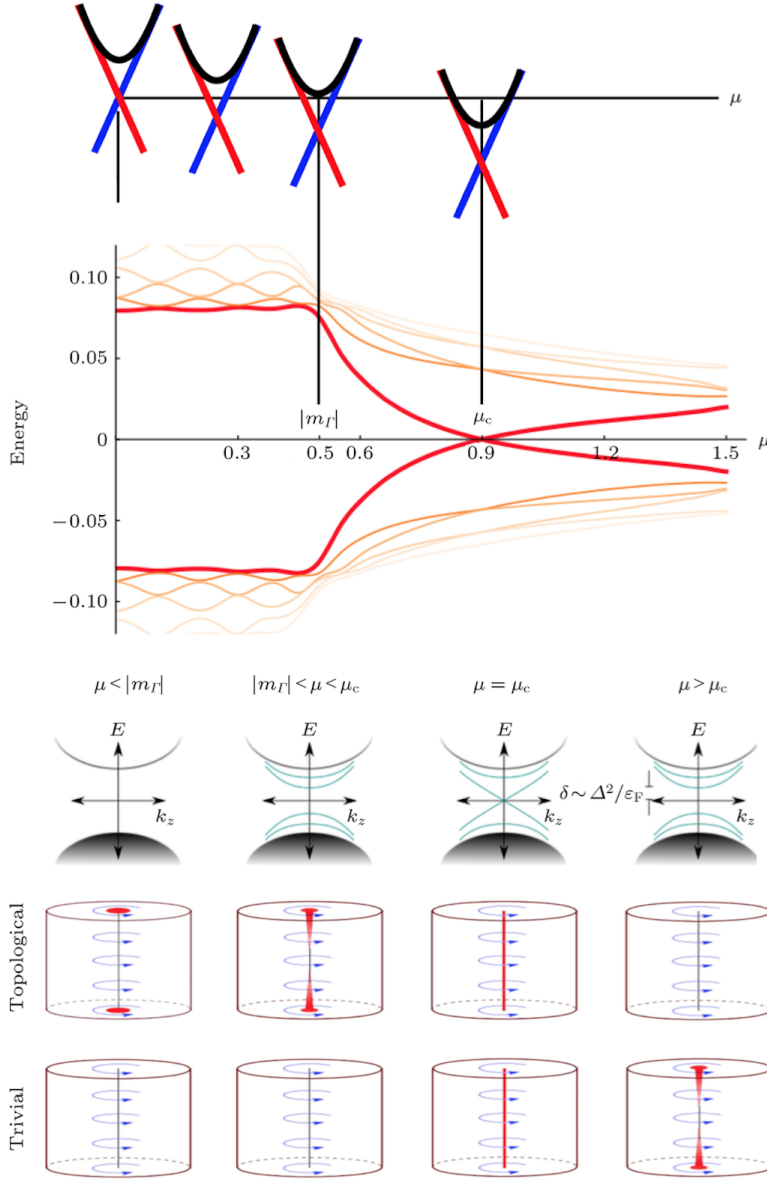 μ
0.10
0.05
Energy
|m_Γ|
μ_c
0
0.3
0.5
0.6
0.9
1.2
1.5
μ
−0.05
−0.10
μ < |m_Γ|
|m_Γ| < μ < μ_c
μ = μ_c
μ > μ_c
E
E
E
E
δ ~ Δ²/ε_F
k_z
k_z
k_z
k_z
Topological
Trivial